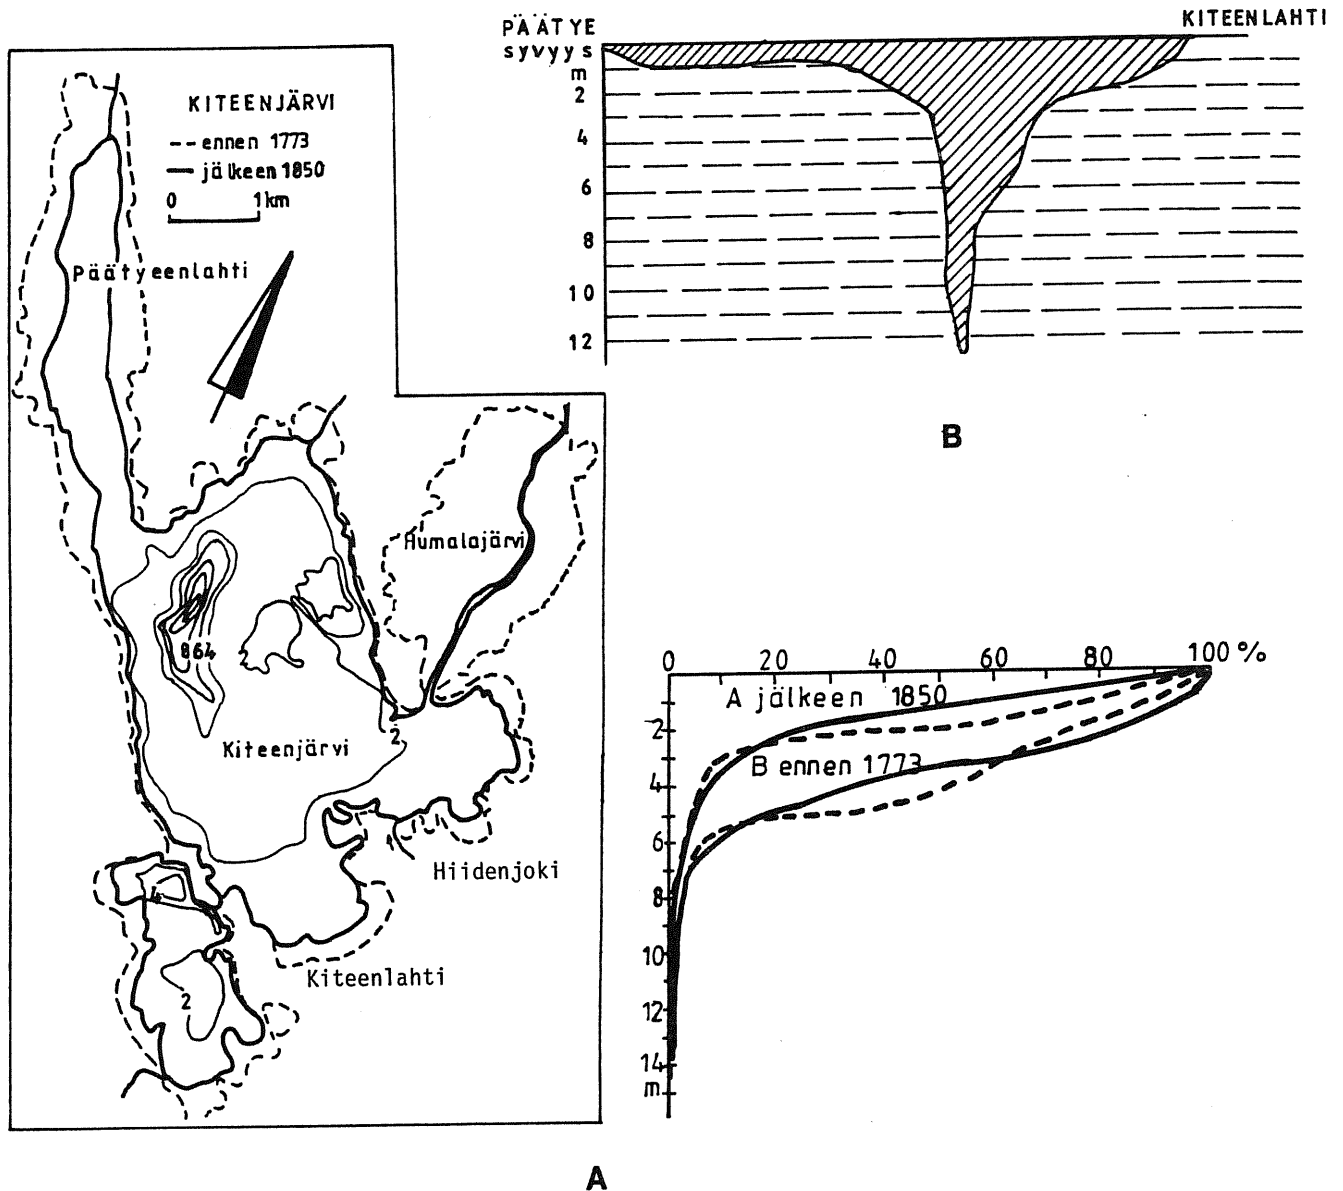 KITEENJÄRVI
-- ennen 1773
— jälkeen 1850
0 1km
Päätyeenlahti
Humalajärvi
864
2
Kiteenjärvi
2
Hiidenjoki
4
Kiteenlahti
2
A
PÄÄTYE
KITEENLAHTI
syvyys
m
2
4
6
8
10
12
B
0 20 40 60 80 100 %
A jälkeen 1850
2
B ennen 1773
4
6
8
10
12
14
m